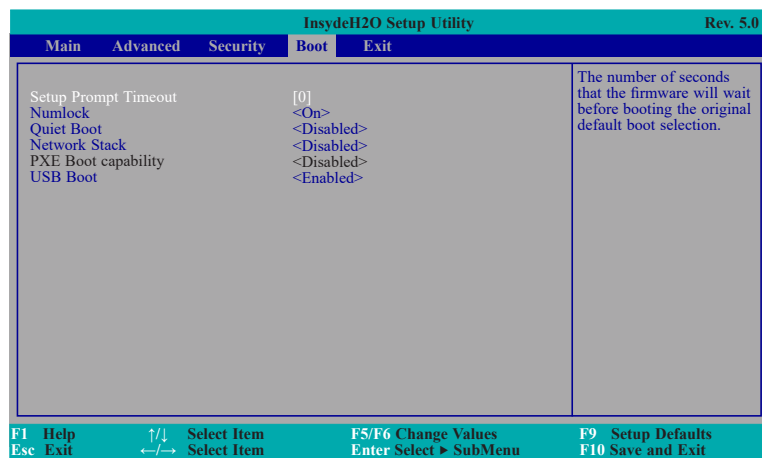 InsydeH2O Setup Utility Rev. 5.0
Main Advanced Security Boot Exit
Setup Prompt Timeout [0]
Numlock <On>
Quiet Boot <Disabled>
Network Stack <Disabled>
PXE Boot capability <Disabled>
USB Boot <Enabled>
The number of seconds
that the firmware will wait
before booting the original
default boot selection.
F1 Help ↑/↓ Select Item F5/F6 Change Values F9 Setup Defaults
Esc Exit ←/→ Select Item Enter Select ▶ SubMenu F10 Save and Exit